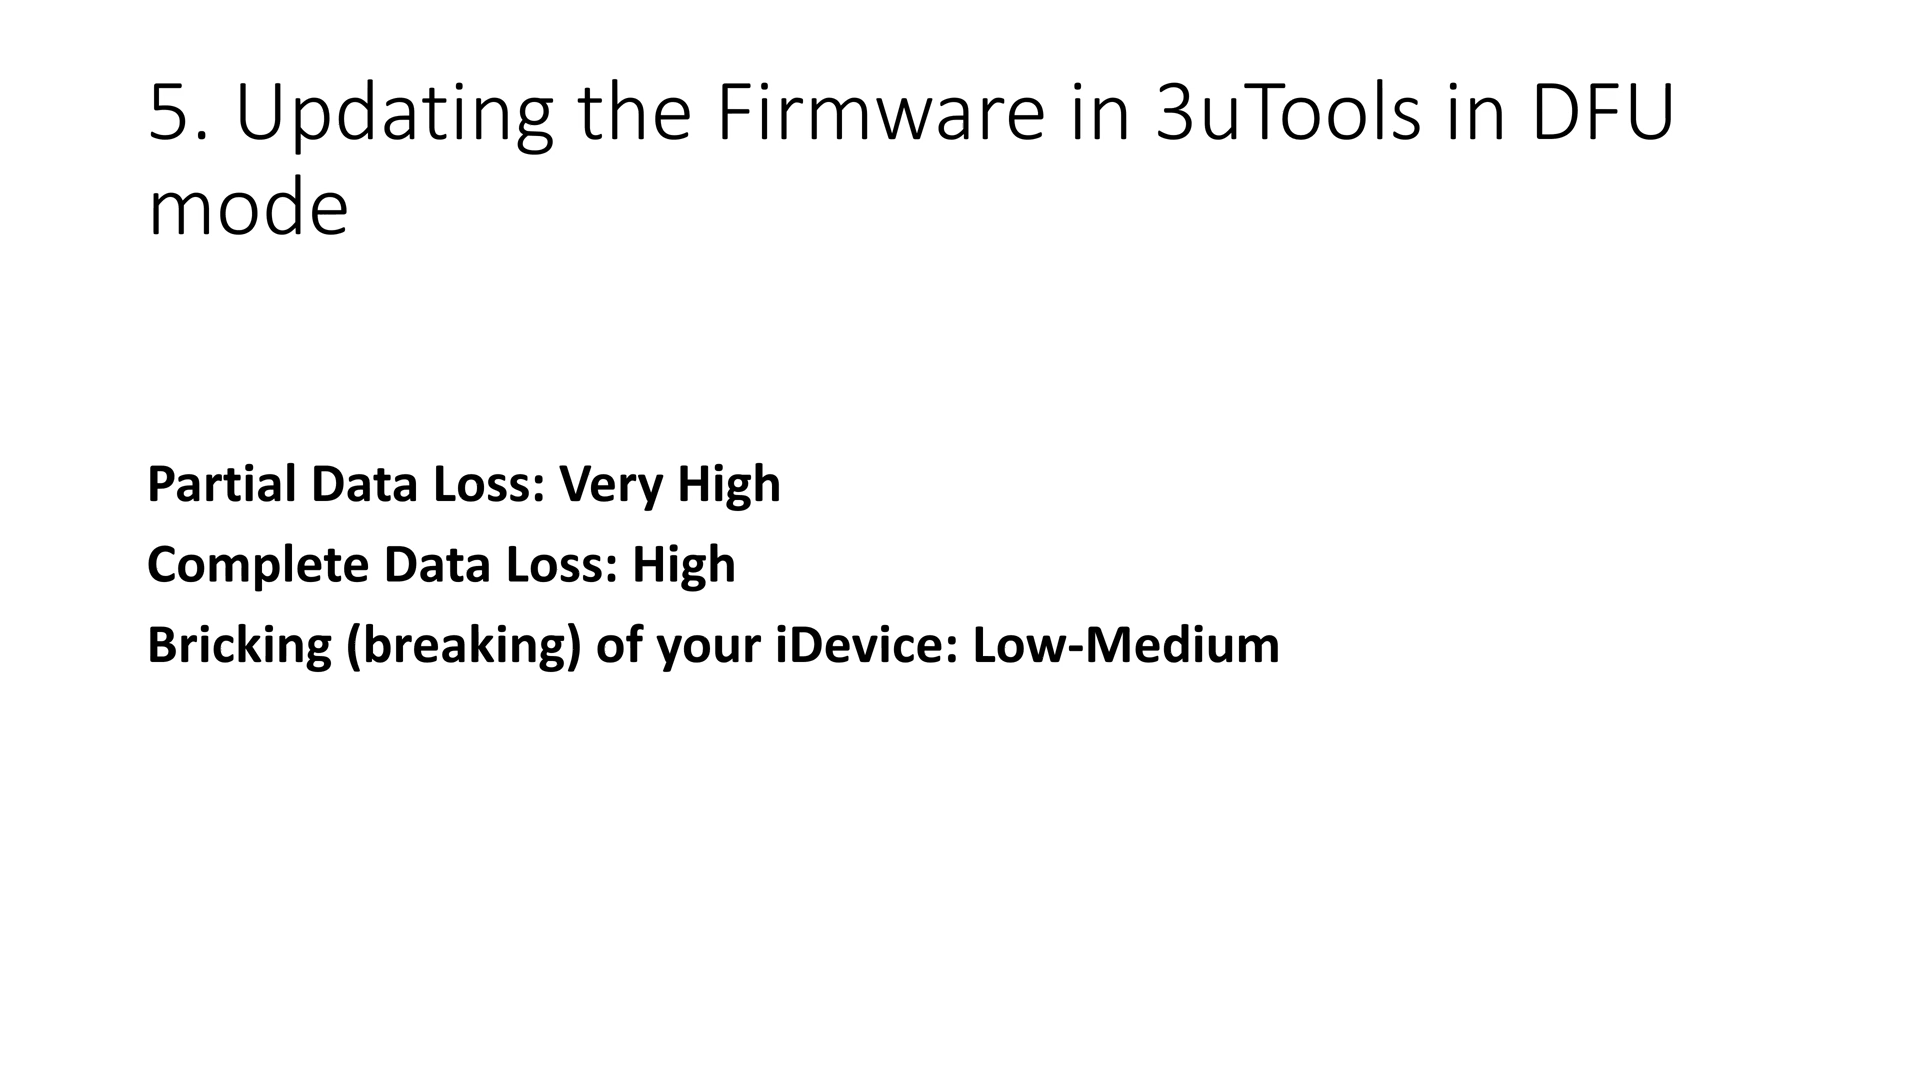 5. Updating the Firmware in 3uTools in DFU
mode
Partial Data Loss: Very High
Complete Data Loss: High
Bricking (breaking) of your iDevice: Low-Medium